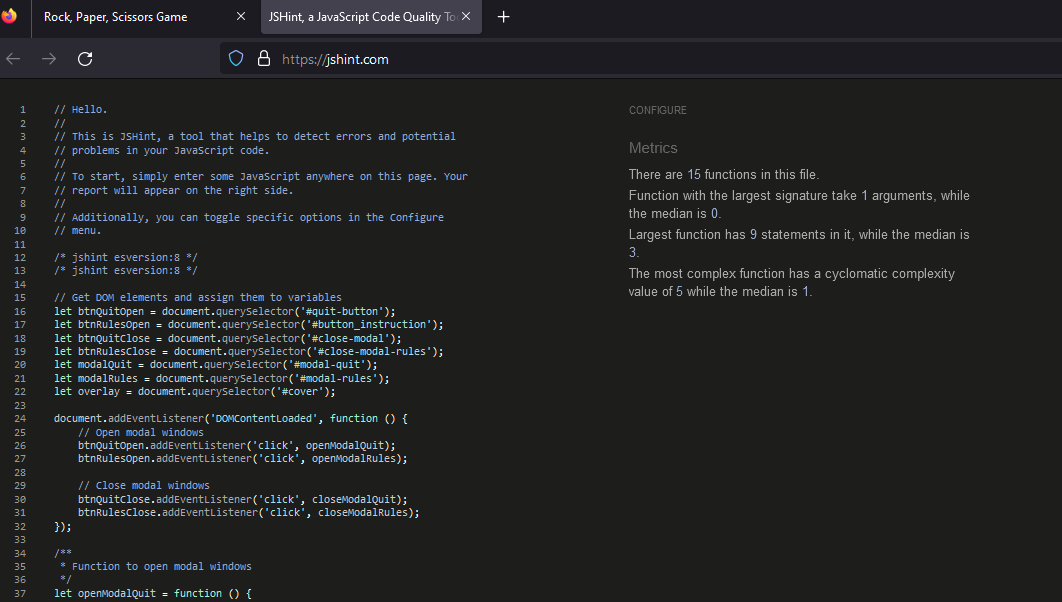 Rock, Paper, Scissors Game
JSHint, a JavaScript Code Quality To
https://jshint.com
1 // Hello.
2 //
3 // This is JSHint, a tool that helps to detect errors and potential
4 // problems in your JavaScript code.
5 //
6 // To start, simply enter some JavaScript anywhere on this page. Your
7 // report will appear on the right side.
8 //
9 // Additionally, you can toggle specific options in the Configure
10 // menu.
11
12 /* jshint esversion:8 */
13 /* jshint esversion:8 */
14
15 // Get DOM elements and assign them to variables
16 let btnQuitOpen = document.querySelector('#quit-button');
17 let btnRulesOpen = document.querySelector('#button_instruction');
18 let btnQuitClose = document.querySelector('#close-modal');
19 let btnRulesClose = document.querySelector('#close-modal-rules');
20 let modalQuit = document.querySelector('#modal-quit');
21 let modalRules = document.querySelector('#modal-rules');
22 let overlay = document.querySelector('#cover');
23
24 document.addEventListener('DOMContentLoaded', function () {
25 // Open modal windows
26 btnQuitOpen.addEventListener('click', openModalQuit);
27 btnRulesOpen.addEventListener('click', openModalRules);
28
29 // Close modal windows
30 btnQuitClose.addEventListener('click', closeModalQuit);
31 btnRulesClose.addEventListener('click', closeModalRules);
32 });
33
34 /**
35 * Function to open modal windows
36 */
37 let openModalQuit = function () {
CONFIGURE
Metrics
There are 15 functions in this file.
Function with the largest signature take 1 arguments, while
the median is 0.
Largest function has 9 statements in it, while the median is
3.
The most complex function has a cyclomatic complexity
value of 5 while the median is 1.